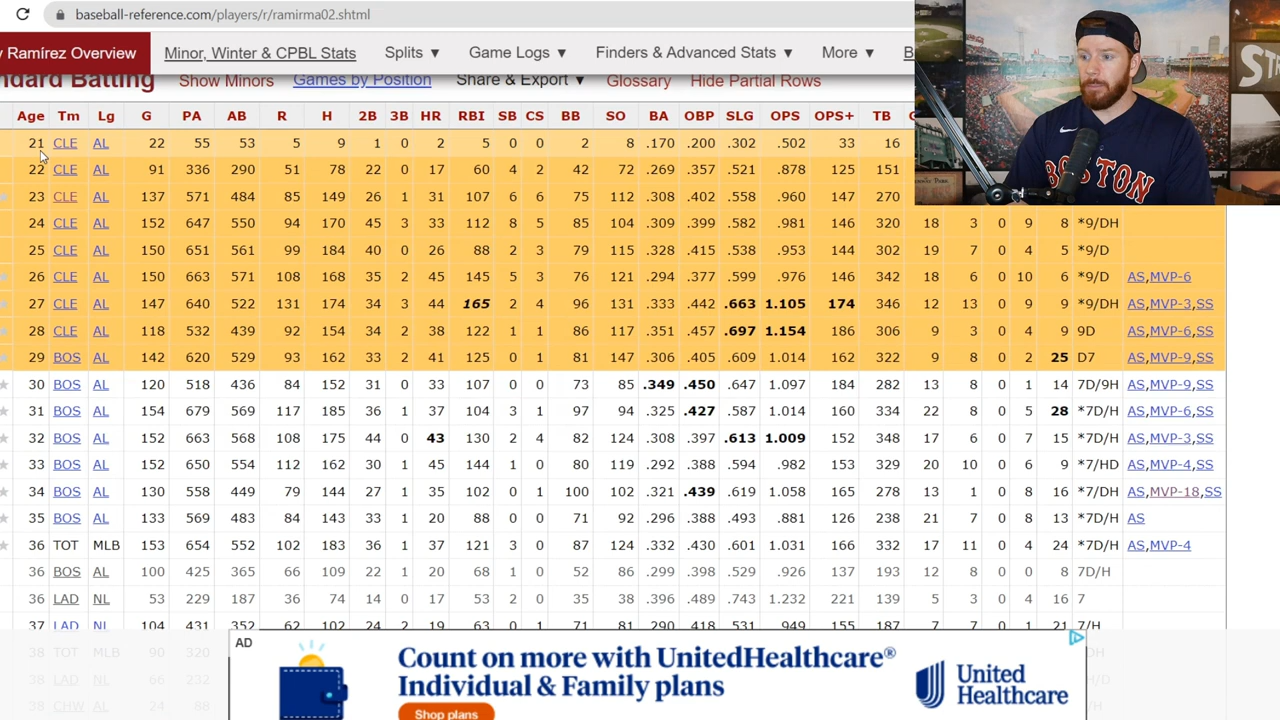 baseball-reference.com/players/r/ramirma02.shtml
y Ramírez Overview Minor, Winter & CPBL Stats Splits ▼ Game Logs ▼ Finders & Advanced Stats ▼ More ▼ B
ndard Batting Show Minors Games by Position Share & Export ▼ Glossary Hide Partial Rows
Age Tm Lg G PA AB R H 2B 3B HR RBI SB CS BB SO BA OBP SLG OPS OPS+ TB
21 CLE AL 22 55 53 5 9 1 0 2 5 0 0 2 8 .170 .200 .302 .502 33 16
22 CLE AL 91 336 290 51 78 22 0 17 60 4 2 42 72 .269 .357 .521 .878 125 151
23 CLE AL 137 571 484 85 149 26 1 31 107 6 6 75 112 .308 .402 .558 .960 147 270
24 CLE AL 152 647 550 94 170 45 3 33 112 8 5 85 104 .309 .399 .582 .981 146 320 18 3 0 9 8 *9/DH
25 CLE AL 150 651 561 99 184 40 0 26 88 2 3 79 115 .328 .415 .538 .953 144 302 19 7 0 4 5 *9/D
26 CLE AL 150 663 571 108 168 35 2 45 145 5 3 76 121 .294 .377 .599 .976 146 342 18 6 0 10 6 *9/D AS,MVP-6
27 CLE AL 147 640 522 131 174 34 3 44 165 2 4 96 131 .333 .442 .663 1.105 174 346 12 13 0 9 9 *9/DH AS,MVP-3,SS
28 CLE AL 118 532 439 92 154 34 2 38 122 1 1 86 117 .351 .457 .697 1.154 186 306 9 3 0 4 9 9D AS,MVP-6,SS
29 BOS AL 142 620 529 93 162 33 2 41 125 0 1 81 147 .306 .405 .609 1.014 162 322 9 8 0 2 25 D7 AS,MVP-9,SS
30 BOS AL 120 518 436 84 152 31 0 33 107 0 0 73 85 .349 .450 .647 1.097 184 282 13 8 0 1 14 7D/9H AS,MVP-9,SS
31 BOS AL 154 679 569 117 185 36 1 37 104 3 1 97 94 .325 .427 .587 1.014 160 334 22 8 0 5 28 *7D/H AS,MVP-6,SS
32 BOS AL 152 663 568 108 175 44 0 43 130 2 4 82 124 .308 .397 .613 1.009 152 348 17 6 0 7 15 *7D/H AS,MVP-3,SS
33 BOS AL 152 650 554 112 162 30 1 45 144 1 0 80 119 .292 .388 .594 .982 153 329 20 10 0 6 9 *7/HD AS,MVP-4,SS
34 BOS AL 130 558 449 79 144 27 1 35 102 0 1 100 102 .321 .439 .619 1.058 165 278 13 1 0 8 16 *7/DH AS,MVP-18,SS
35 BOS AL 133 569 483 84 143 33 1 20 88 0 0 71 92 .296 .388 .493 .881 126 238 21 7 0 8 13 *7D/H AS
36 TOT MLB 153 654 552 102 183 36 1 37 121 3 0 87 124 .332 .430 .601 1.031 166 332 17 11 0 4 24 *7D/H AS,MVP-4
36 BOS AL 100 425 365 66 109 22 1 20 68 1 0 52 86 .299 .398 .529 .926 137 193 12 8 0 0 8 7D/H
36 LAD NL 53 229 187 36 74 14 0 17 53 2 0 35 38 .396 .489 .743 1.232 221 139 5 3 0 4 16 7
37 LAD NL 104 431 352 62 102 24 2 19 63 0 1 71 81 .290 .418 .531 .949 155 187 7 7 0 1 21 7/H
38 TOT MLB 90 320
38 LAD NL 66 232
38 CHW AL 24 88
AD
Count on more with UnitedHealthcare®
Individual & Family plans
Shop plans
United
Healthcare
BOSTON